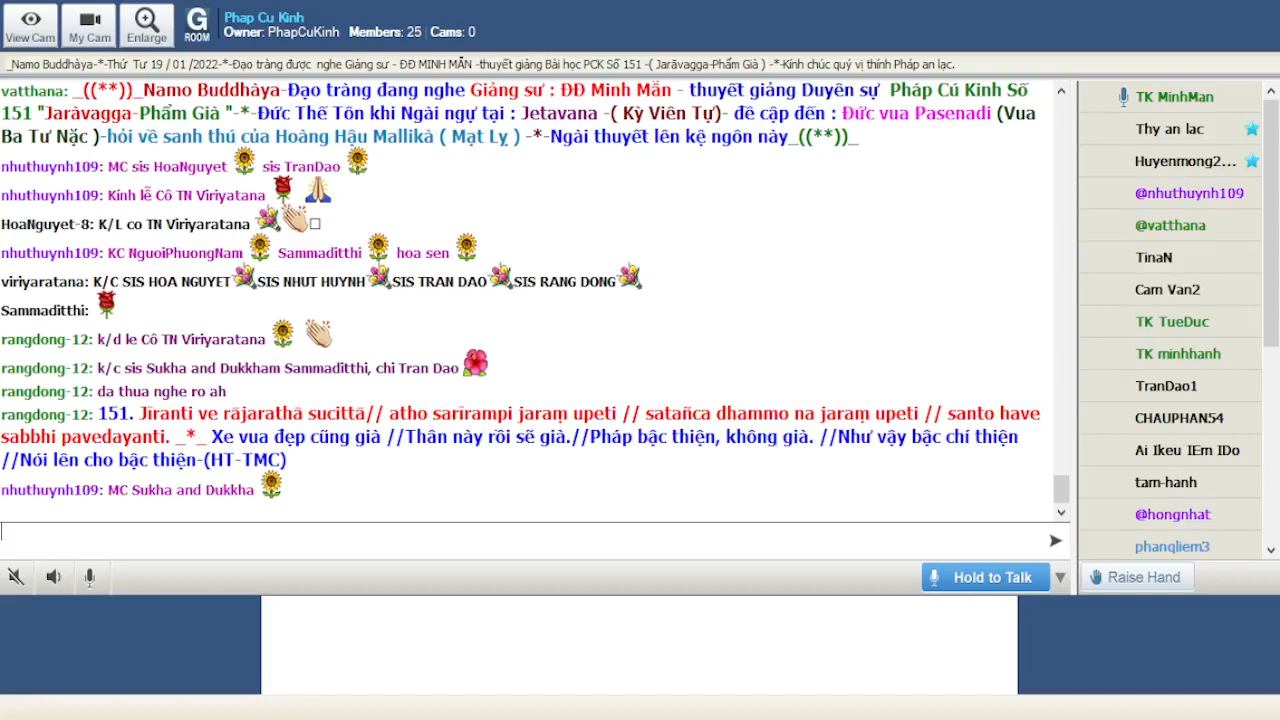 View Cam
My Cam
Enlarge
G
ROOM
Phap Cu Kinh
Owner: PhapCuKinh Members: 25 Cams: 0
_Namo Buddhàya-*-Thứ Tư 19 / 01 /2022-*-Đạo tràng được nghe Giảng sư - ĐĐ MINH MẪN -thuyết giảng Bài học PCK Số 151 -( Jarāvagga-Phẩm Già ) -*-Kính chúc quý vị thính Pháp an lạc.
vatthana: _((**))_Namo Buddhàya-Đạo tràng đang nghe Giảng sư : ĐĐ Minh Mẫn - thuyết giảng Duyên sự Pháp Cú Kinh Số
151 "Jaràvagga-Phẩm Già "-*-Đức Thế Tôn khi Ngài ngự tại : Jetavana -( Kỳ Viên Tự)- đề cập đến : Đức vua Pasenadi (Vua
Ba Tư Nặc )-hỏi về sanh thú của Hoàng Hậu Mallikà ( Mạt Lỵ ) -*-Ngài thuyết lên kệ ngôn này_((**))_
nhuthuynh109: MC sis HoaNguyet sis TranDao
nhuthuynh109: Kính lễ Cô TN Viriyatana
HoaNguyet-8: K/L co TN Viriyaratana
nhuthuynh109: KC NguoiPhuongNam Sammadĭtthi hoa sen
viriyaratana: K/C SIS HOA NGUYET SIS NHUT HUYNH SIS TRAN DAO SIS RANG DONG
Sammadĭtthi:
rangdong-12: k/d le Cô TN Viriyaratana
rangdong-12: k/c sis Sukha and Dukkham Sammadĭtthi, chi Tran Dao
rangdong-12: da thua nghe ro ah
rangdong-12: 151. Jīranti ve rājarathā sucittā// atho sarīrampi jaraṃ upeti // satañca dhammo na jaraṃ upeti // santo have
sabbhi pavedayanti. _*_ Xe vua đẹp cũng già //Thân này rồi sẽ già.//Pháp bậc thiện, không già. //Như vậy bậc chí thiện
//Nói lên cho bậc thiện-(HT-TMC)
nhuthuynh109: MC Sukha and Dukkha
Hold to Talk
TK MinhMan
Thy an lac
Huyenmong2...
@nhuthuynh109
@vatthana
TinaN
Cam Van2
TK TueDuc
TK minhhanh
TranDao1
CHAUPHAN54
Ai Ikeu IEm IDo
tam-hanh
@hongnhat
phanqliem3
Raise Hand